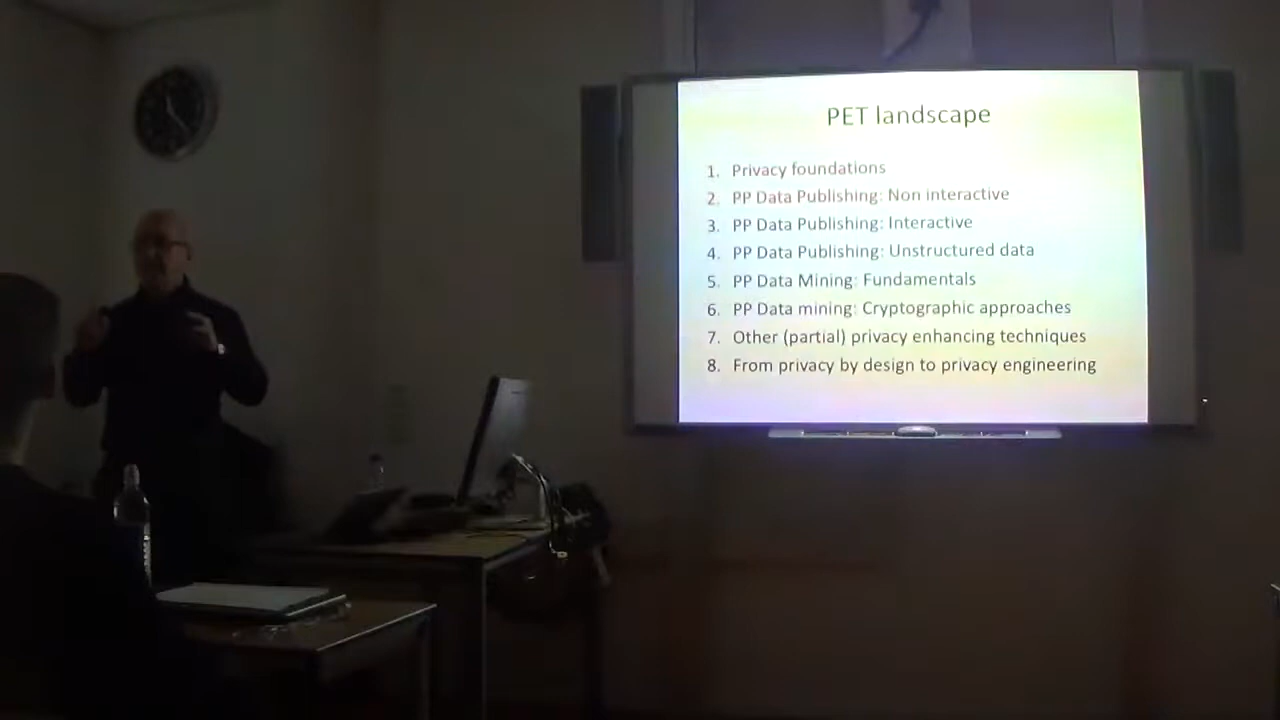 PET landscape
1. Privacy foundations
2. PP Data Publishing: Non interactive
3. PP Data Publishing: Interactive
4. PP Data Publishing: Unstructured data
5. PP Data Mining: Fundamentals
6. PP Data mining: Cryptographic approaches
7. Other (partial) privacy enhancing techniques
8. From privacy by design to privacy engineering